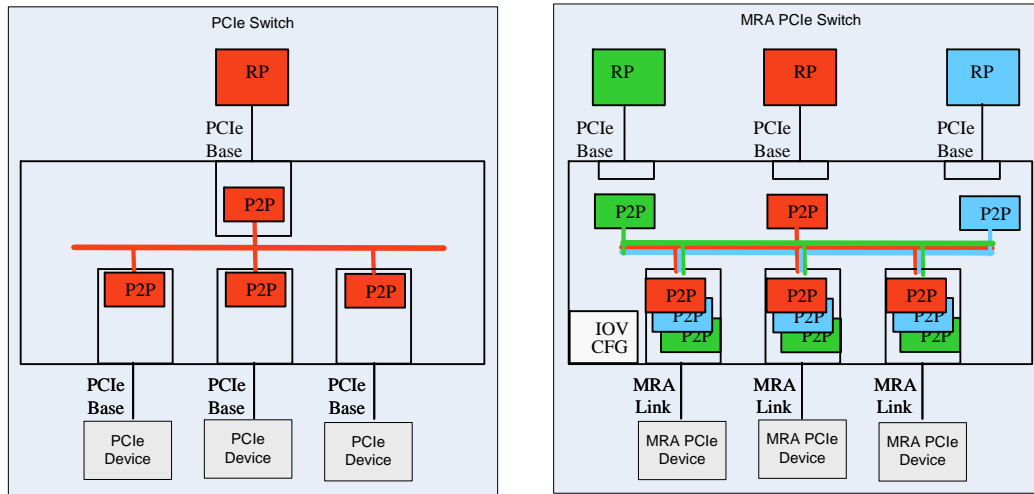 PCIe Switch
RP
PCIe
Base
P2P
P2P
P2P
P2P
PCIe
Base
PCIe
Base
PCIe
Base
PCIe
Device
PCIe
Device
PCIe
Device
MRA PCIe Switch
RP
RP
RP
PCIe
Base
PCIe
Base
PCIe
Base
P2P
P2P
P2P
P2P
P2P
P2P
P2P
P2P
P2P
P2P
P2P
P2P
IOV
CFG
MRA
Link
MRA
Link
MRA
Link
MRA PCIe
Device
MRA PCIe
Device
MRA PCIe
Device